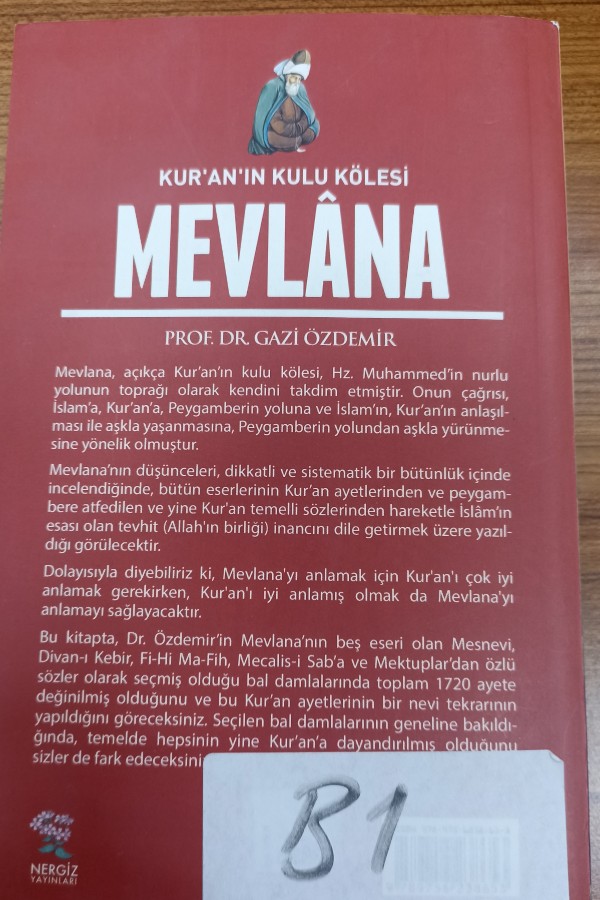 KUR'AN'IN KULU KÖLESİ
MEVLÂNA
PROF. DR. GAZİ ÖZDEMİR
Mevlana, açıkça Kur'an'ın kulu kölesi, Hz. Muhammed'in nurlu
yolunun toprağı olarak kendini takdim etmiştir. Onun çağrısı,
İslam'a, Kur'an'a, Peygamberin yoluna ve İslam'ın, Kur'an'ın anlaşıl-
ması ile aşkla yaşanmasına, Peygamberin yolundan aşkla yürünme-
sine yönelik olmuştur.
Mevlana'nın düşünceleri, dikkatli ve sistematik bir bütünlük içinde
incelendiğinde, bütün eserlerinin Kur'an ayetlerinden ve peygam-
bere atfedilen ve yine Kur'an temelli sözlerinden hareketle İslâm'ın
esası olan tevhit (Allah'ın birliği) inancını dile getirmek üzere yazıl-
dığı görülecektir.
Dolayısıyla diyebiliriz ki, Mevlana'yı anlamak için Kur'an'ı çok iyi
anlamak gerekirken, Kur'an'ı iyi anlamış olmak da Mevlana'yı
anlamayı sağlayacaktır.
Bu kitapta, Dr. Özdemir'in Mevlana'nın beş eseri olan Mesnevi,
Divan-ı Kebir, Fi-Hi Ma-Fih, Mecalis-i Sab'a ve Mektuplar'dan özlü
sözler olarak seçmiş olduğu bal damlalarında toplam 1720 ayete
değinilmiş olduğunu ve bu Kur'an ayetlerinin bir nevi tekrarının
yapıldığını göreceksiniz. Seçilen bal damlalarının geneline bakıldı-
ğında, temelde hepsinin yine Kur'an'a dayandırılmış olduğunu
sizler de fark edeceksini
B1
NERGİZ
YAYINLARI